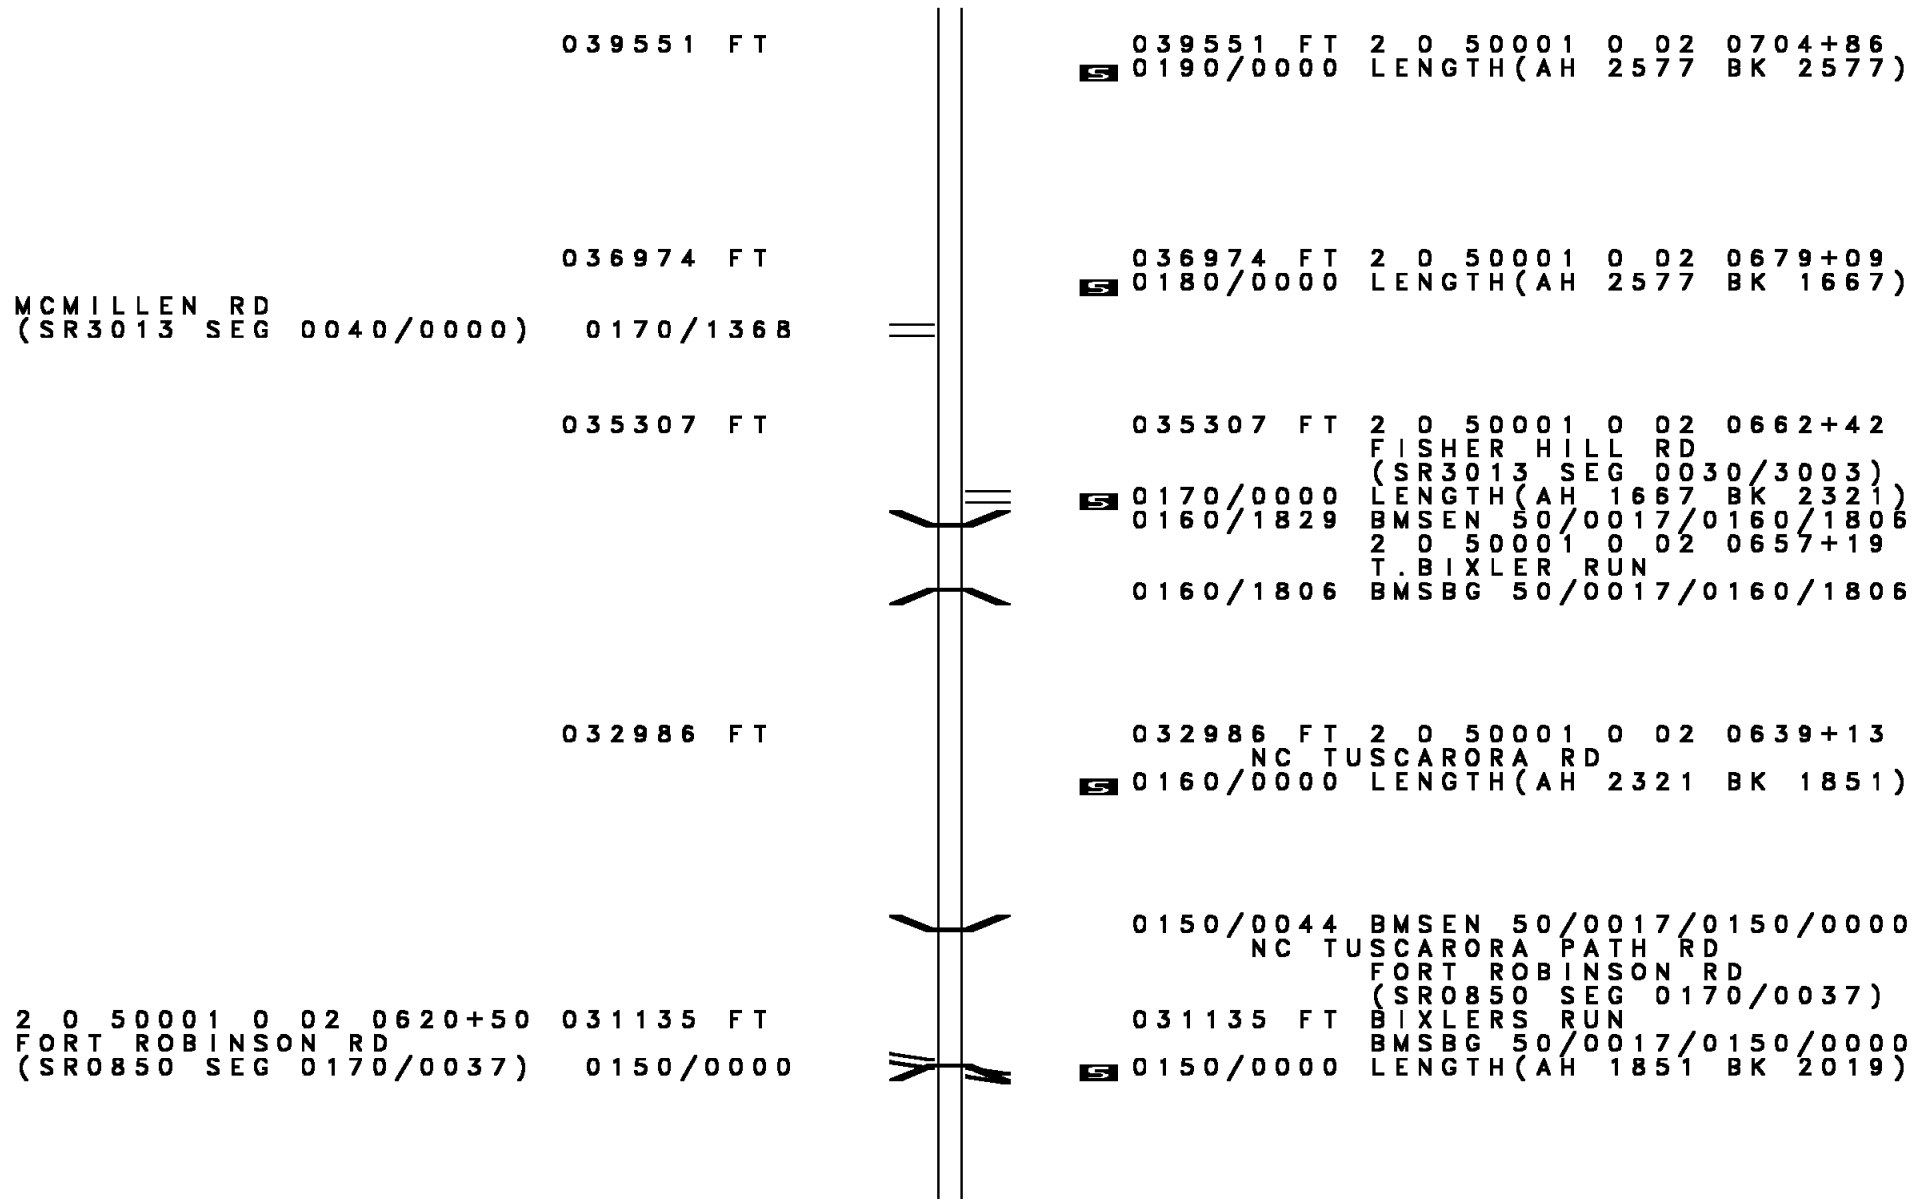 039551 FT 039551 FT 2 0 50001 0 02 0704+86
S 0190/0000 LENGTH(AH 2577 BK 2577)
036974 FT 036974 FT 2 0 50001 0 02 0679+09
S 0180/0000 LENGTH(AH 2577 BK 1667)
MCMILLEN RD
(SR3013 SEG 0040/0000) 0170/1368
035307 FT 035307 FT 2 0 50001 0 02 0662+42
FISHER HILL RD
(SR3013 SEG 0030/3003)
S 0170/0000 LENGTH(AH 1667 BK 2321)
0160/1829 BMSEN 50/0017/0160/1806
2 0 50001 0 02 0657+19
T.BIXLER RUN
0160/1806 BMSBG 50/0017/0160/1806
032986 FT 032986 FT 2 0 50001 0 02 0639+13
NC TUSCARORA RD
S 0160/0000 LENGTH(AH 2321 BK 1851)
0150/0044 BMSEN 50/0017/0150/0000
NC TUSCARORA PATH RD
FORT ROBINSON RD
(SR0850 SEG 0170/0037)
2 0 50001 0 02 0620+50 031135 FT 031135 FT BIXLERS RUN
FORT ROBINSON RD BMSBG 50/0017/0150/0000
(SR0850 SEG 0170/0037) 0150/0000 S 0150/0000 LENGTH(AH 1851 BK 2019)